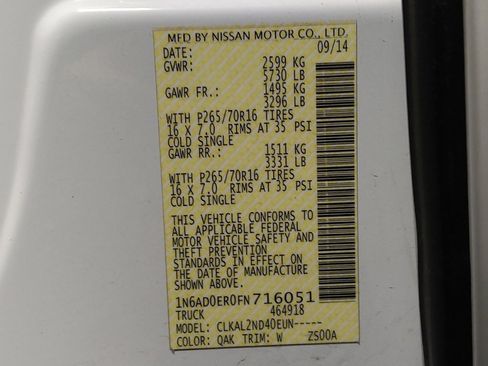 MFD BY NISSAN MOTOR CO., LTD.
DATE: 09/14
GVWR: 2599 KG
5730 LB
GAWR FR.: 1495 KG
3296 LB
WITH P265/70R16 TIRES
16 X 7.0 RIMS AT 35 PSI
COLD SINGLE
GAWR RR.: 1511 KG
3331 LB
WITH P265/70R16 TIRES
16 X 7.0 RIMS AT 35 PSI
COLD SINGLE
THIS VEHICLE CONFORMS TO
ALL APPLICABLE FEDERAL
MOTOR VEHICLE SAFETY AND
THEFT PREVENTION
STANDARDS IN EFFECT ON
THE DATE OF MANUFACTURE
SHOWN ABOVE.
1N6AD0ER0FN716051
TRUCK 464918
MODEL: CLKAL2ND40EUN-----
COLOR: QAK TRIM: W ZS00A